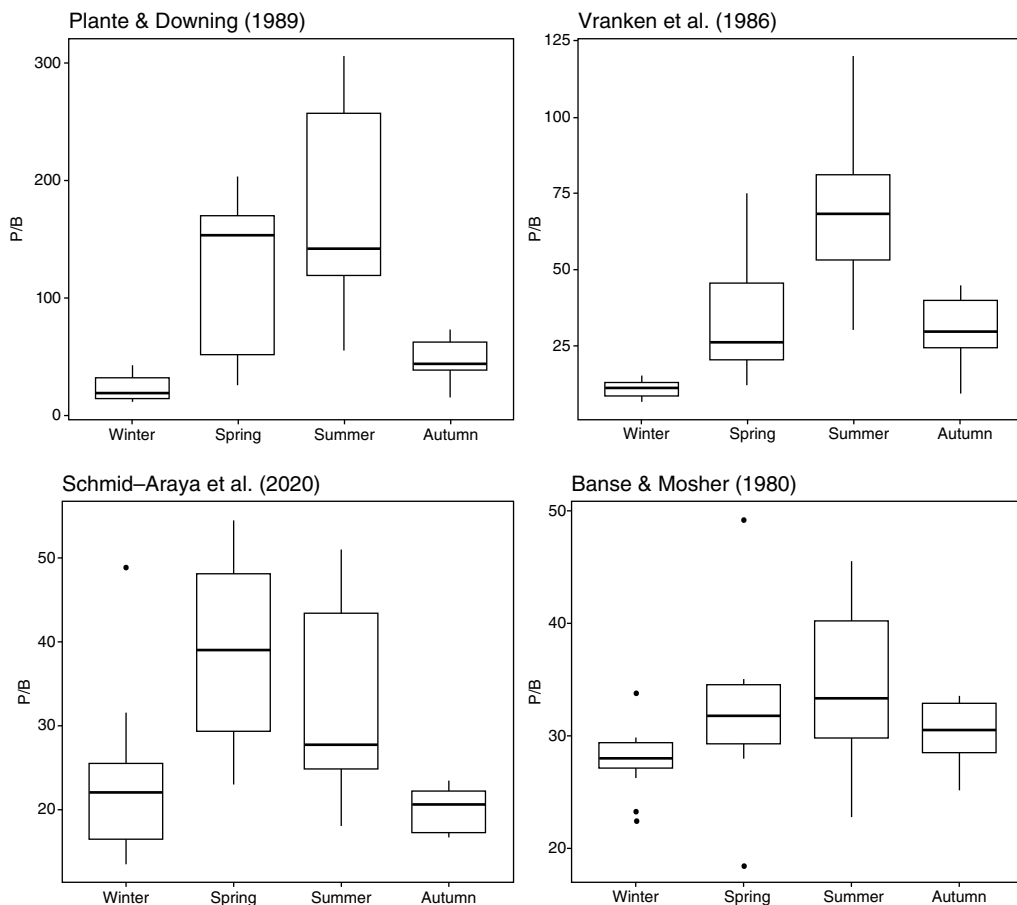 Plante & Downing (1989)
300
200
100
0
P/B
Winter Spring Summer Autumn
Vranken et al. (1986)
125
100
75
50
25
P/B
Winter Spring Summer Autumn
Schmid–Araya et al. (2020)
50
40
30
20
P/B
Winter Spring Summer Autumn
Banse & Mosher (1980)
50
40
30
20
P/B
Winter Spring Summer Autumn